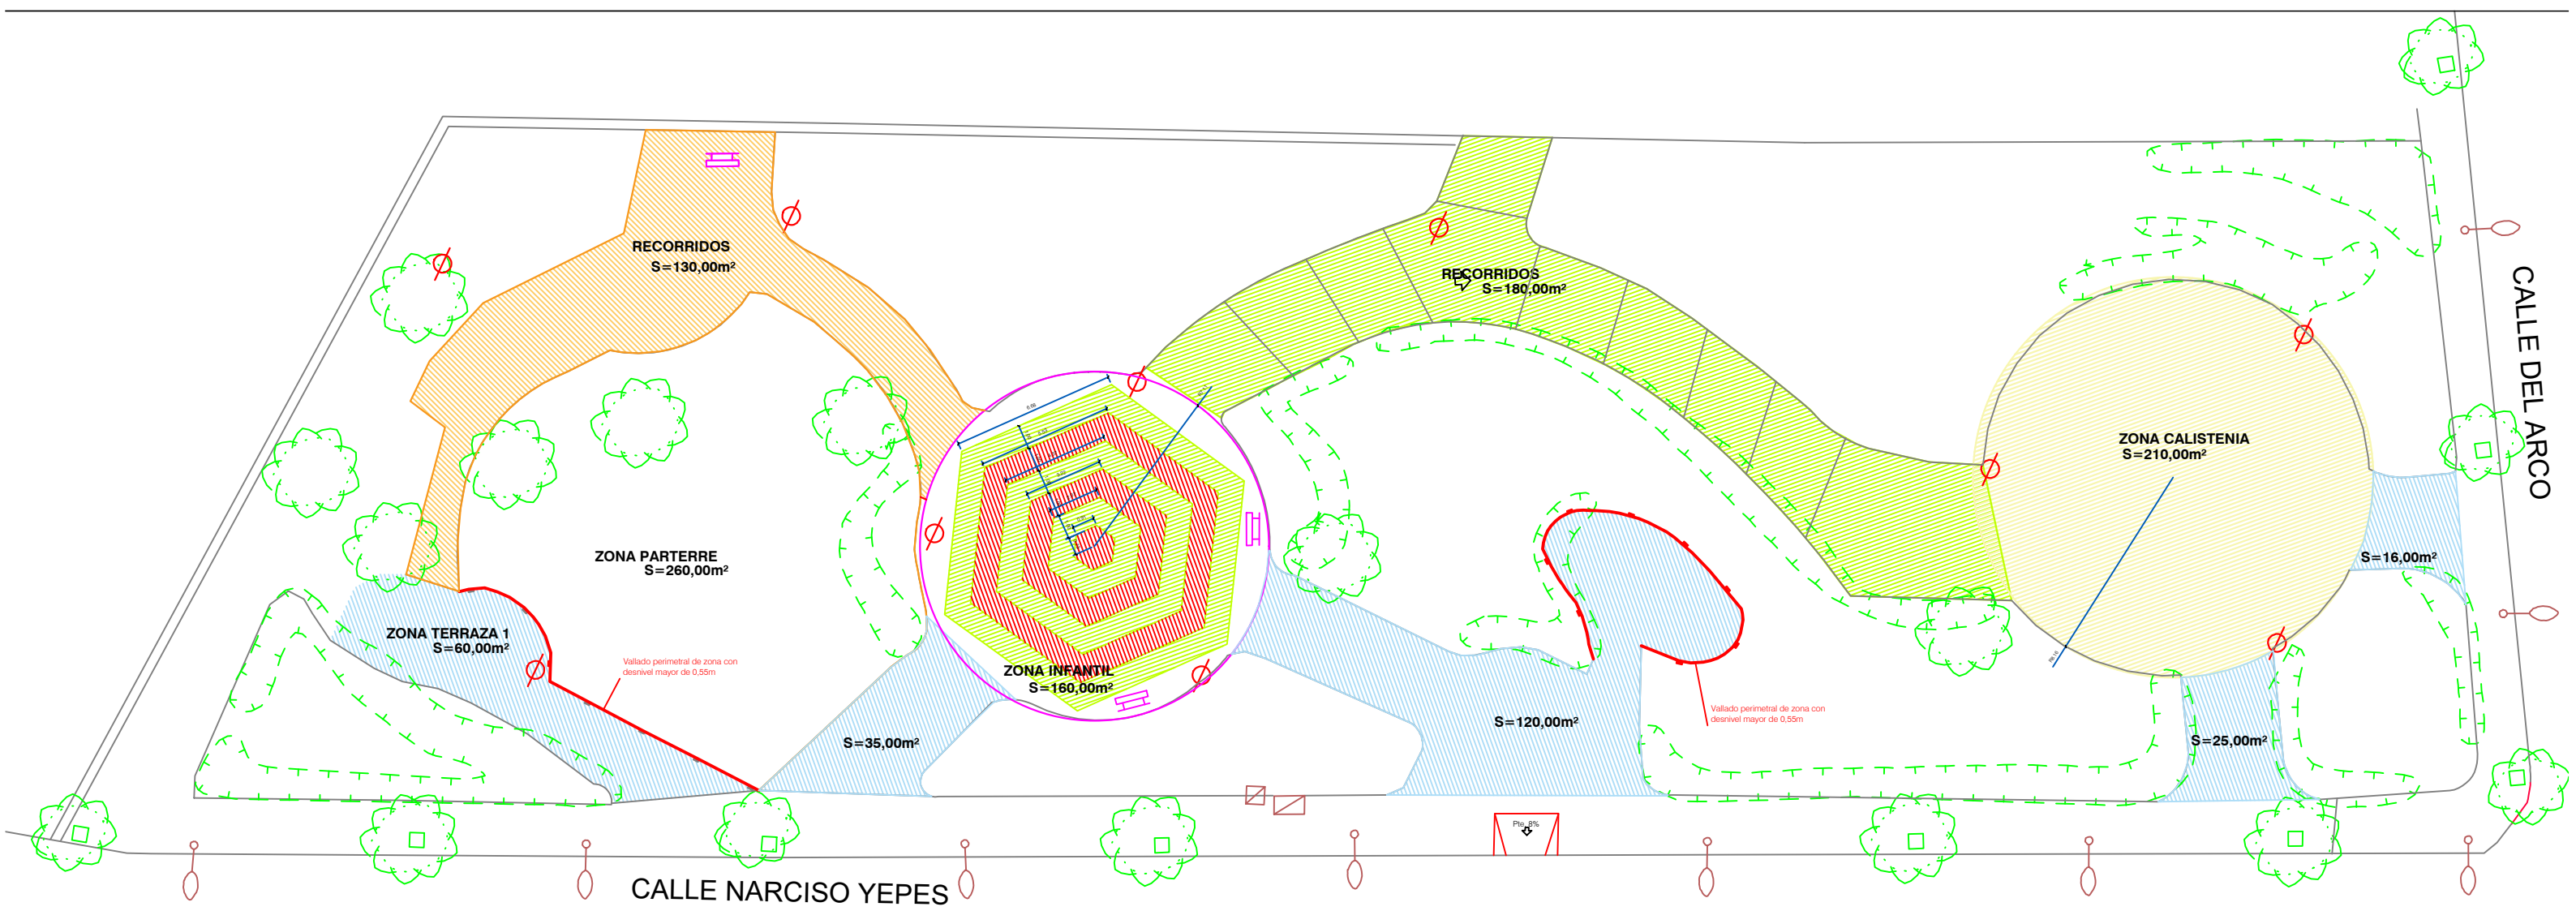 RECORRIDOS
S=130,00m²
RECORRIDOS
S=180,00m²
ZONA CALISTENIA
S=210,00m²
CALLE DEL ARCO
S=16,00m²
ZONA PARTERRE
S=260,00m²
ZONA TERRAZA 1
S=60,00m²
Vallado perimetral de zona con
desnivel mayor de 0,55m
ZONA INFANTIL
S=160,00m²
S=35,00m²
S=120,00m²
Vallado perimetral de zona con
desnivel mayor de 0,55m
S=25,00m²
Pte. 8%
CALLE NARCISO YEPES